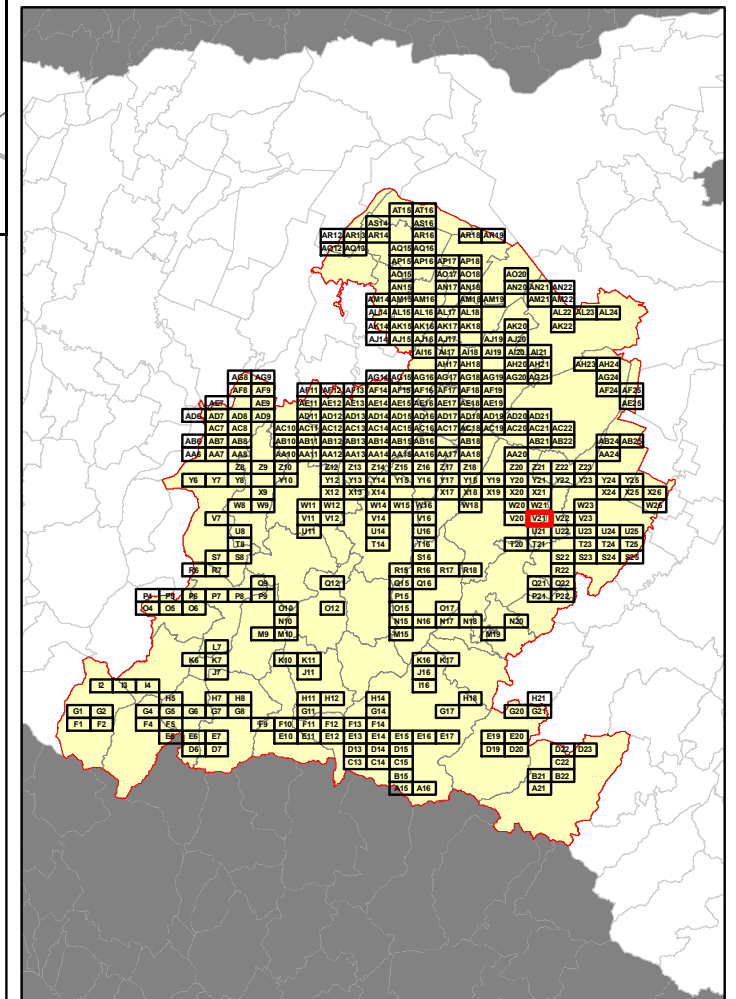 AT15 AT16
AS14 AS16
AR12 AR13 AR14 AR16 AR18 AR19
AQ12 AQ13 AQ15 AQ16
AP15 AP16 AP17 AP18
AO15 AO17 AO18 AO20
AN15 AN17 AN18 AN20 AN21 AN22
AM14 AM15 AM16 AM18 AM19 AM21 AM22
AL14 AL15 AL16 AL17 AL18 AL22 AL23 AL24
AK14 AK15 AK16 AK17 AK18 AK20 AK22
AJ14 AJ15 AJ16 AJ17 AJ19 AJ20
AI16 AI17 AI18 AI19 AI20 AI21
AH17 AH18 AH20 AH21 AH23 AH24
AG8 AG9 AG14 AG15 AG16 AG17 AG18 AG19 AG20 AG21 AG24
AF8 AF9 AF11 AF12 AF13 AF14 AF15 AF16 AF17 AF18 AF19 AF24 AF25
AE7 AE9 AE11 AE12 AE13 AE14 AE15 AE16 AE17 AE18 AE19 AE25
AD6 AD7 AD8 AD9 AD11 AD12 AD13 AD14 AD15 AD16 AD17 AD18 AD19 AD20 AD21
AC7 AC8 AC10 AC11 AC12 AC13 AC14 AC15 AC16 AC17 AC18 AC19 AC20 AC21 AC22
AB6 AB7 AB8 AB10 AB11 AB12 AB13 AB14 AB15 AB16 AB18 AB21 AB22 AB24 AB25
AA6 AA7 AA8 AA10 AA11 AA12 AA13 AA14 AA15 AA16 AA17 AA18 AA20 AA24
Z8 Z9 Z10 Z12 Z13 Z14 Z15 Z16 Z17 Z18 Z20 Z21 Z22 Z23
Y6 Y7 Y8 Y10 Y12 Y13 Y14 Y15 Y16 Y17 Y18 Y19 Y20 Y21 Y22 Y23 Y24 Y25
X9 X12 X13 X14 X17 X18 X19 X20 X21 X24 X25 X26
W8 W9 W11 W12 W14 W15 W16 W18 W20 W21 W23 W26
V7 V11 V12 V14 V16 V20 V21 V22 V23
U8 U11 U14 U16 U21 U22 U23 U24 U25
T8 T14 T16 T20 T21 T23 T24 T25
S7 S8 S16 S22 S23 S24 S25
R6 R7 R15 R16 R17 R18 R22
Q9 Q12 Q15 Q16 Q21 Q22
P4 P5 P6 P7 P8 P9 P15 P21 P22
O4 O5 O6 O10 O12 O15 O17
N10 N15 N16 N17 N18 N20
M9 M10 M15 M19
L7
K6 K7 K10 K11 K16 K17
J7 J11 J16
I2 I3 I4 I16
H5 H7 H8 H11 H12 H14 H18 H21
G1 G2 G4 G5 G6 G7 G8 G11 G14 G17 G20 G21
F1 F2 F4 F5 F9 F10 F11 F12 F13 F14
E5 E6 E7 E10 E11 E12 E13 E14 E15 E16 E17 E19 E20
D6 D7 D13 D14 D15 D19 D20 D22 D23
C13 C14 C15 C22
B15 B21 B22
A15 A16 A21